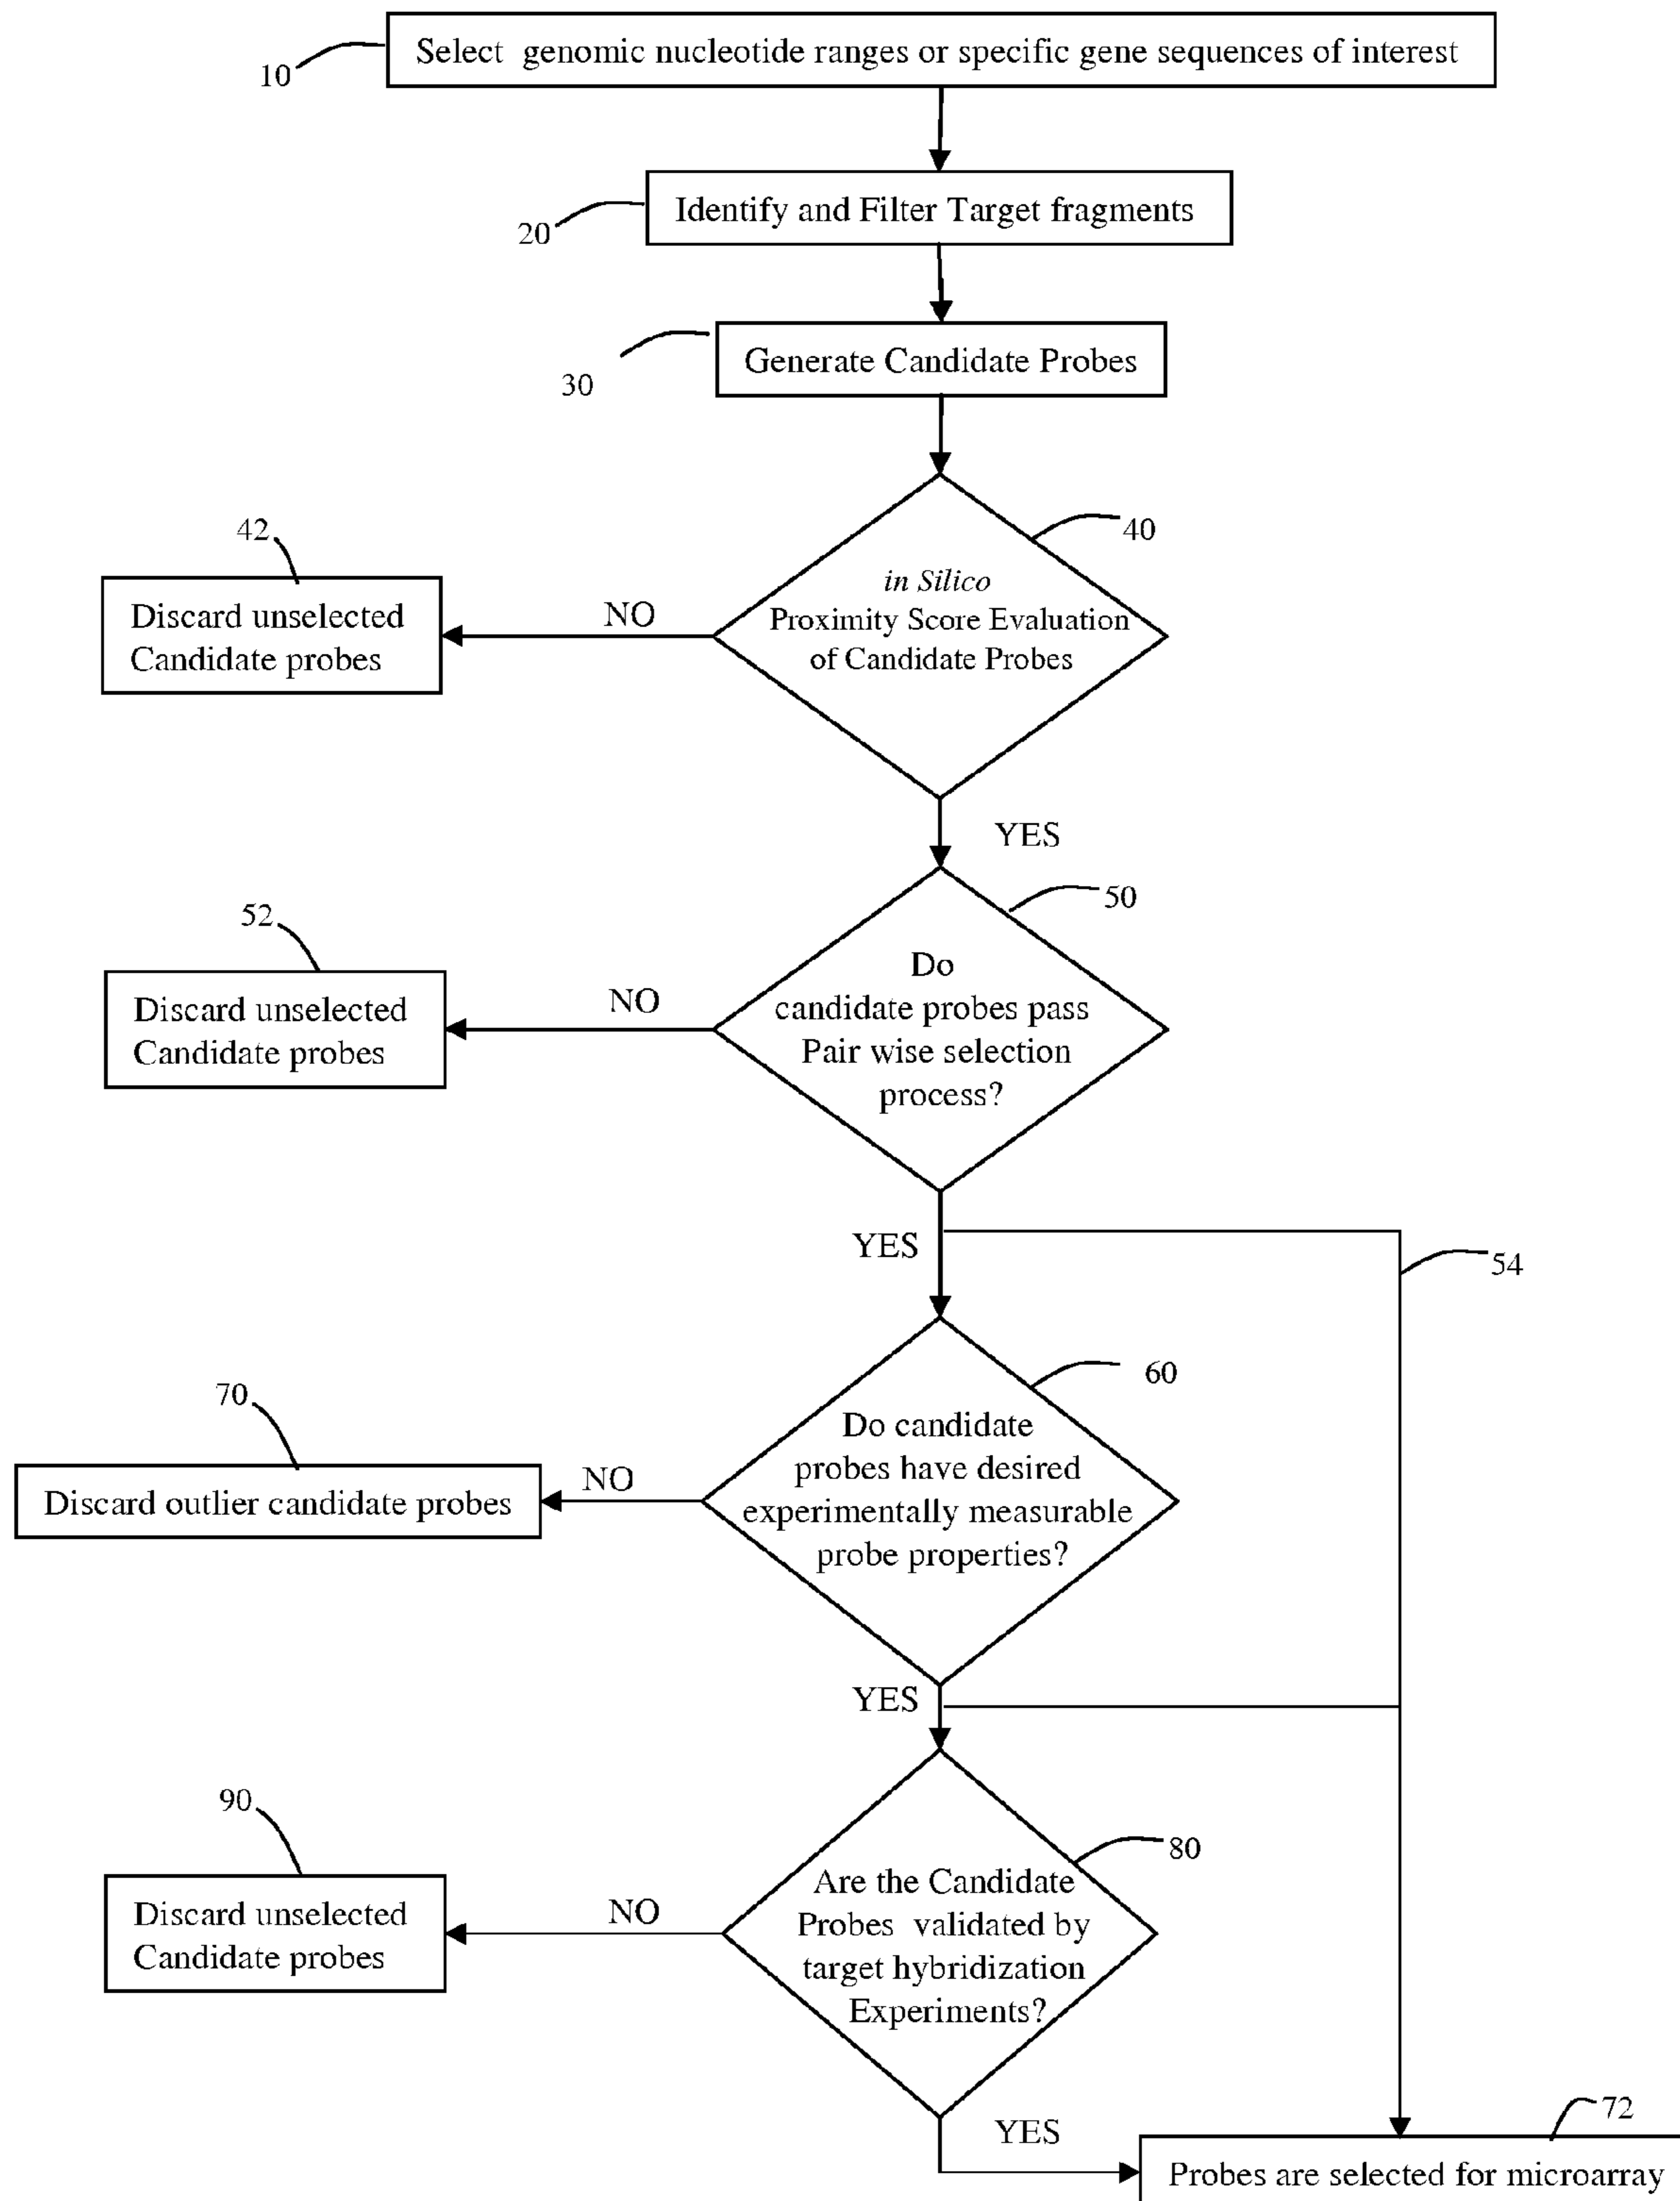 Select genomic nucleotide ranges or specific gene sequences of interest
10
Identify and Filter Target fragments
20
Generate Candidate Probes
30
40
42
in Silico
Proximity Score Evaluation
of Candidate Probes
NO
Discard unselected
Candidate probes
YES
50
52
Do
candidate probes pass
Pair wise selection
process?
NO
Discard unselected
Candidate probes
YES
54
60
70
Do candidate
probes have desired
experimentally measurable
probe properties?
NO
Discard outlier candidate probes
YES
80
90
Are the Candidate
Probes validated by
target hybridization
Experiments?
NO
Discard unselected
Candidate probes
YES
72
Probes are selected for microarray